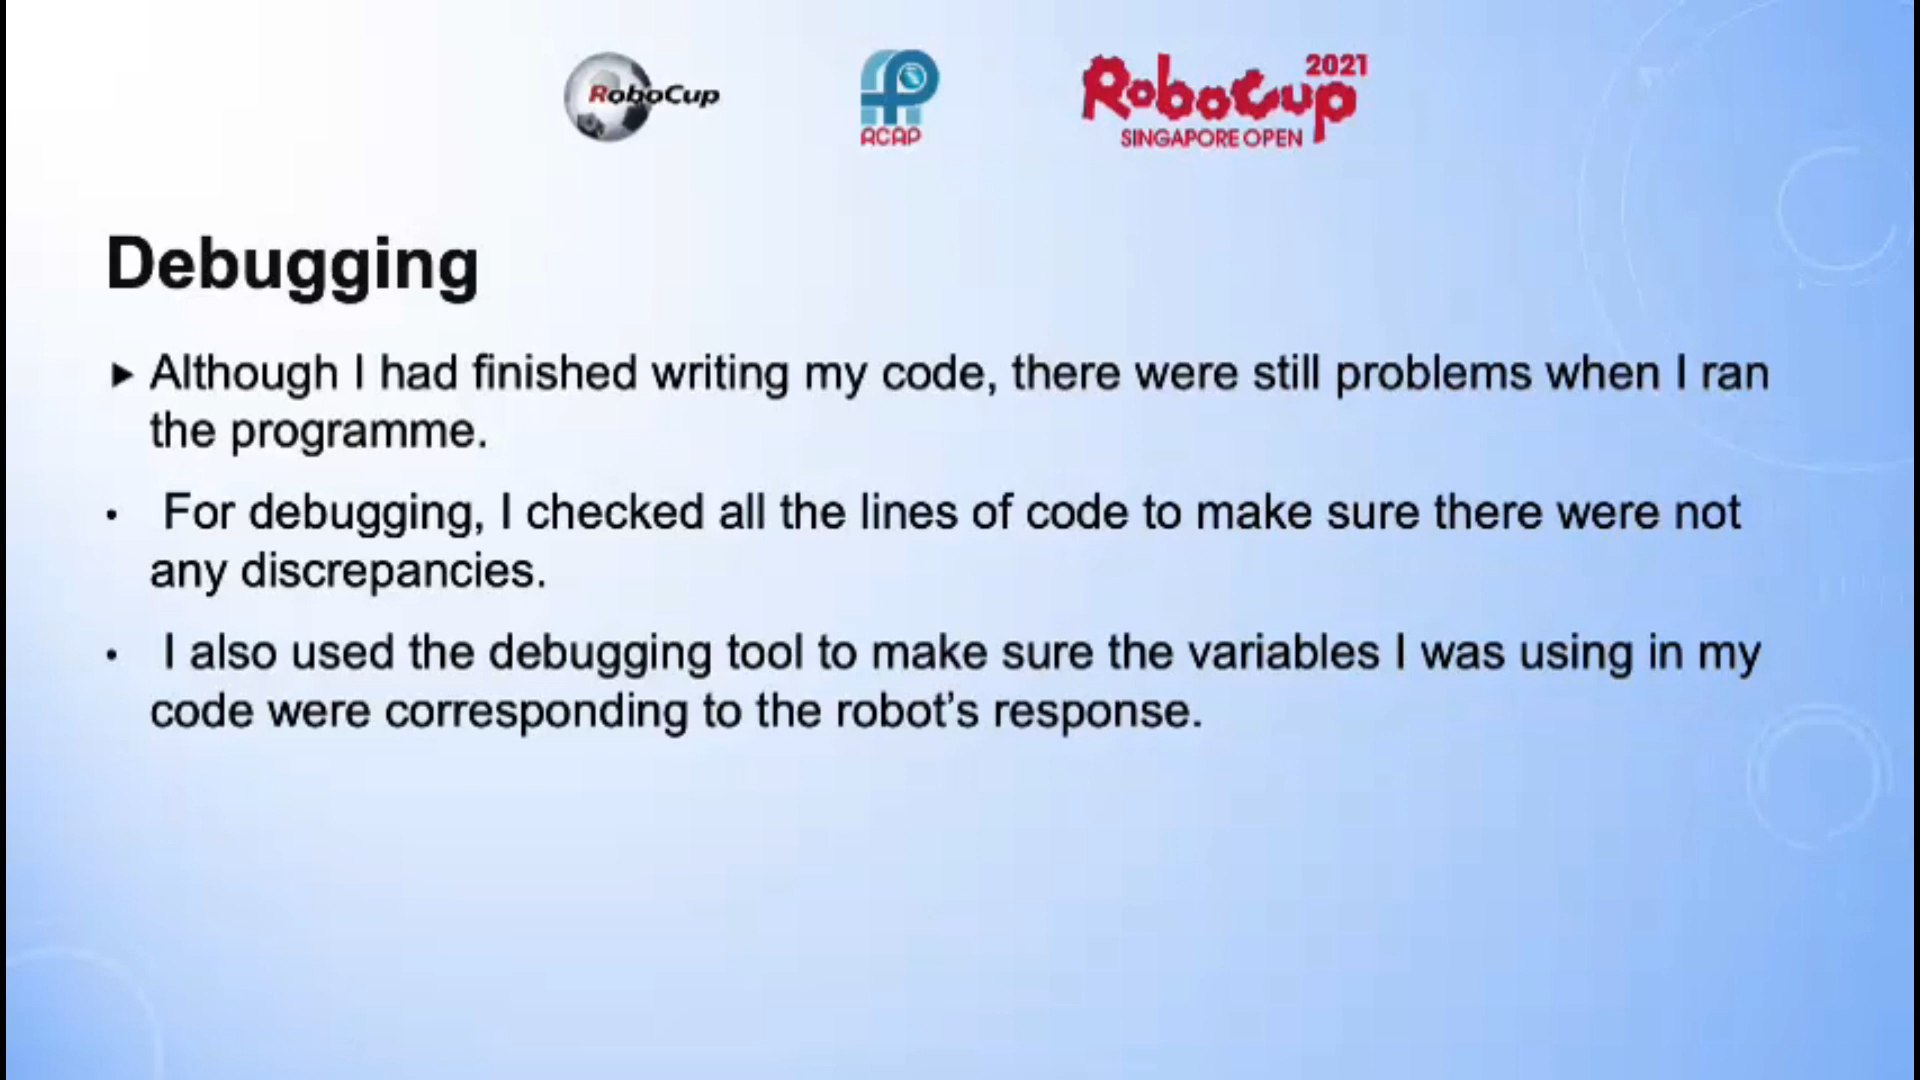 RoboCup
ACAP
2021
RoboCup
SINGAPORE OPEN
Debugging
Although I had finished writing my code, there were still problems when I ran
the programme.
For debugging, I checked all the lines of code to make sure there were not
any discrepancies.
I also used the debugging tool to make sure the variables I was using in my
code were corresponding to the robot's response.